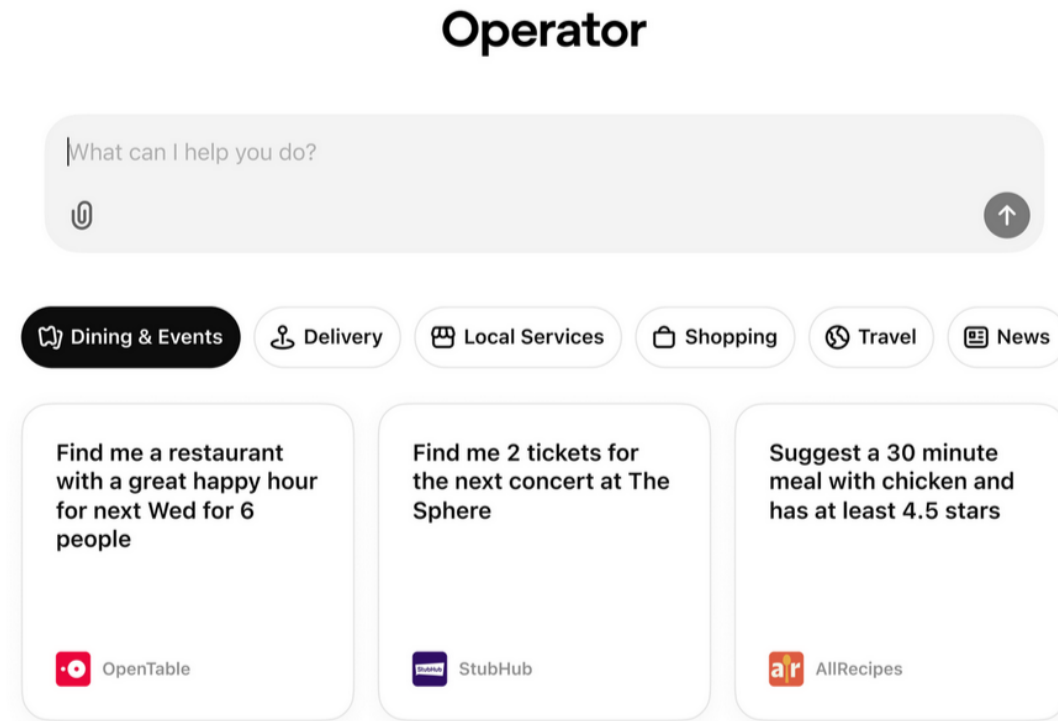 Operator
What can I help you do?
Dining & Events
Delivery
Local Services
Shopping
Travel
News
Find me a restaurant
with a great happy hour
for next Wed for 6
people
OpenTable
Find me 2 tickets for
the next concert at The
Sphere
StubHub
StubHub
Suggest a 30 minute
meal with chicken and
has at least 4.5 stars
ar
AllRecipes